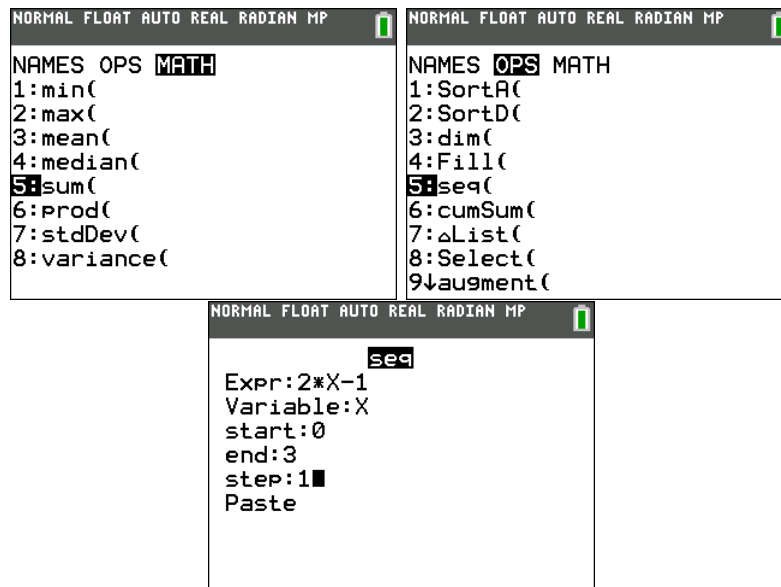 NORMAL FLOAT AUTO REAL RADIAN MP
NAMES OPS MATH
1:min(
2:max(
3:mean(
4:median(
5:sum(
6:prod(
7:stdDev(
8:variance(
NORMAL FLOAT AUTO REAL RADIAN MP
NAMES OPS MATH
1:SortA(
2:SortD(
3:dim(
4:Fill(
5:seq(
6:cumSum(
7:△List(
8:Select(
9↓augment(
NORMAL FLOAT AUTO REAL RADIAN MP
seq
Expr:2*X-1
Variable:X
start:0
end:3
step:1
Paste